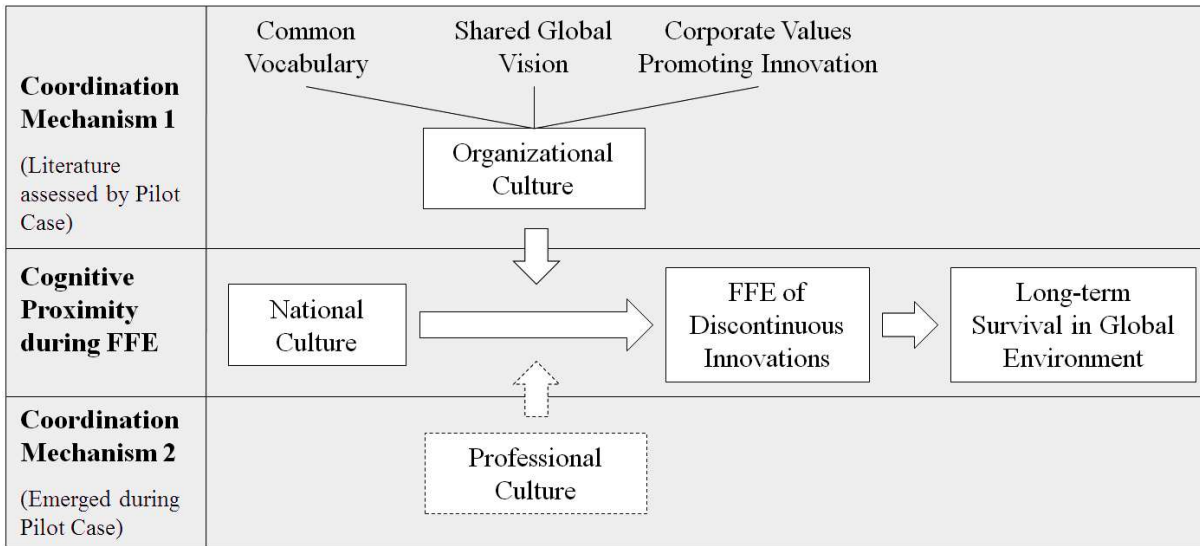 Coordination
Mechanism 1
(Literature
assessed by Pilot
Case)
Common
Vocabulary
Shared Global
Vision
Corporate Values
Promoting Innovation
Organizational
Culture
Cognitive
Proximity
during FFE
National
Culture
FFE of
Discontinuous
Innovations
Long-term
Survival in Global
Environment
Coordination
Mechanism 2
(Emerged during
Pilot Case)
Professional
Culture